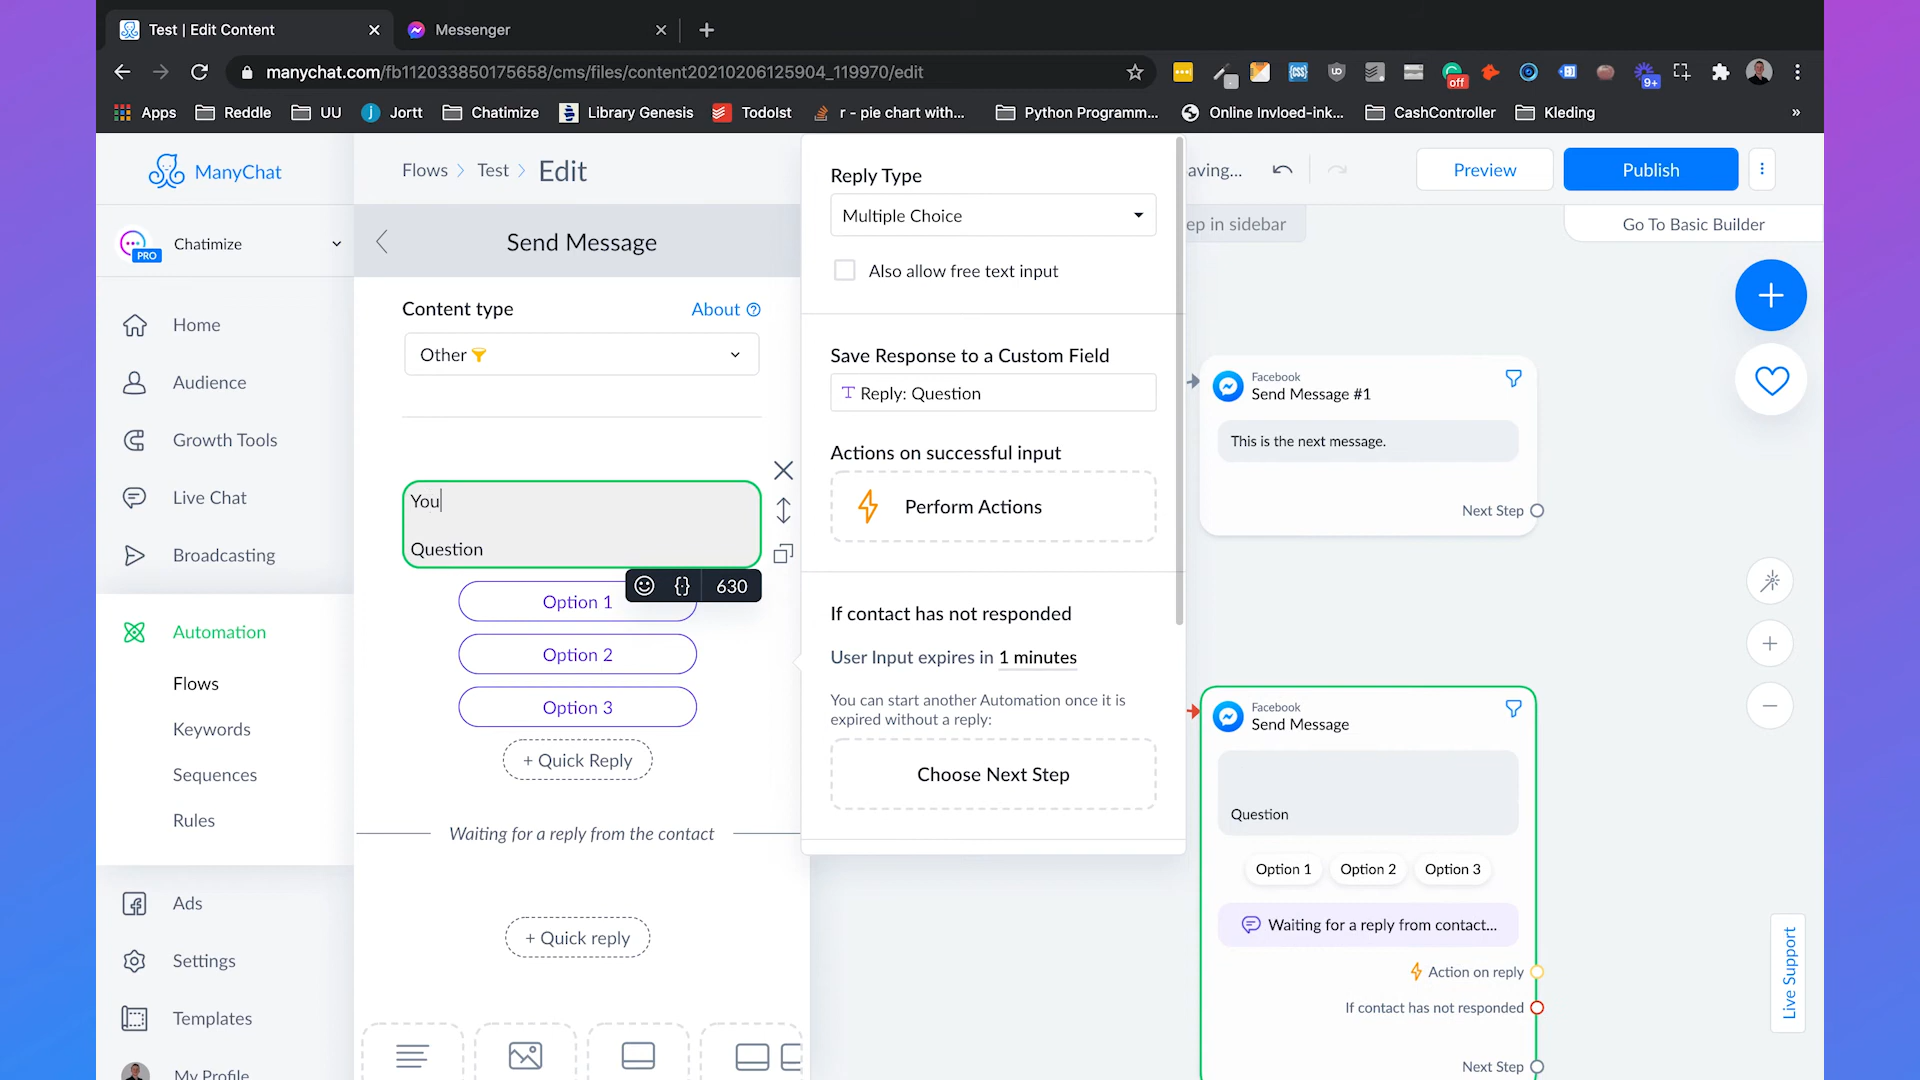 Test | Edit Content
Messenger
manychat.com/fb112033850175658/cms/files/content20210206125904_119970/edit
off
9+
Apps
Reddle
UU
Jortt
Chatimize
Library Genesis
TodoIst
r - pie chart with...
Python Programm...
Online Invloed-ink...
CashController
Kleding
»
ManyChat
PRO
Chatimize
Home
Audience
Growth Tools
Live Chat
Broadcasting
Automation
Flows
Keywords
Sequences
Rules
Ads
Settings
Templates
My Profile
Flows
Test
Edit
Send Message
Content type
About
Other
You
Question
630
Option 1
Option 2
Option 3
+ Quick Reply
Waiting for a reply from the contact
+ Quick reply
Reply Type
Multiple Choice
Also allow free text input
Save Response to a Custom Field
Reply: Question
Actions on successful input
Perform Actions
If contact has not responded
User Input expires in 1 minutes
You can start another Automation once it is
expired without a reply:
Choose Next Step
aving...
Preview
Publish
ep in sidebar
Go To Basic Builder
Facebook
Send Message #1
This is the next message.
Next Step
Facebook
Send Message
Question
Option 1
Option 2
Option 3
Waiting for a reply from contact...
Action on reply
If contact has not responded
Next Step
Live Support